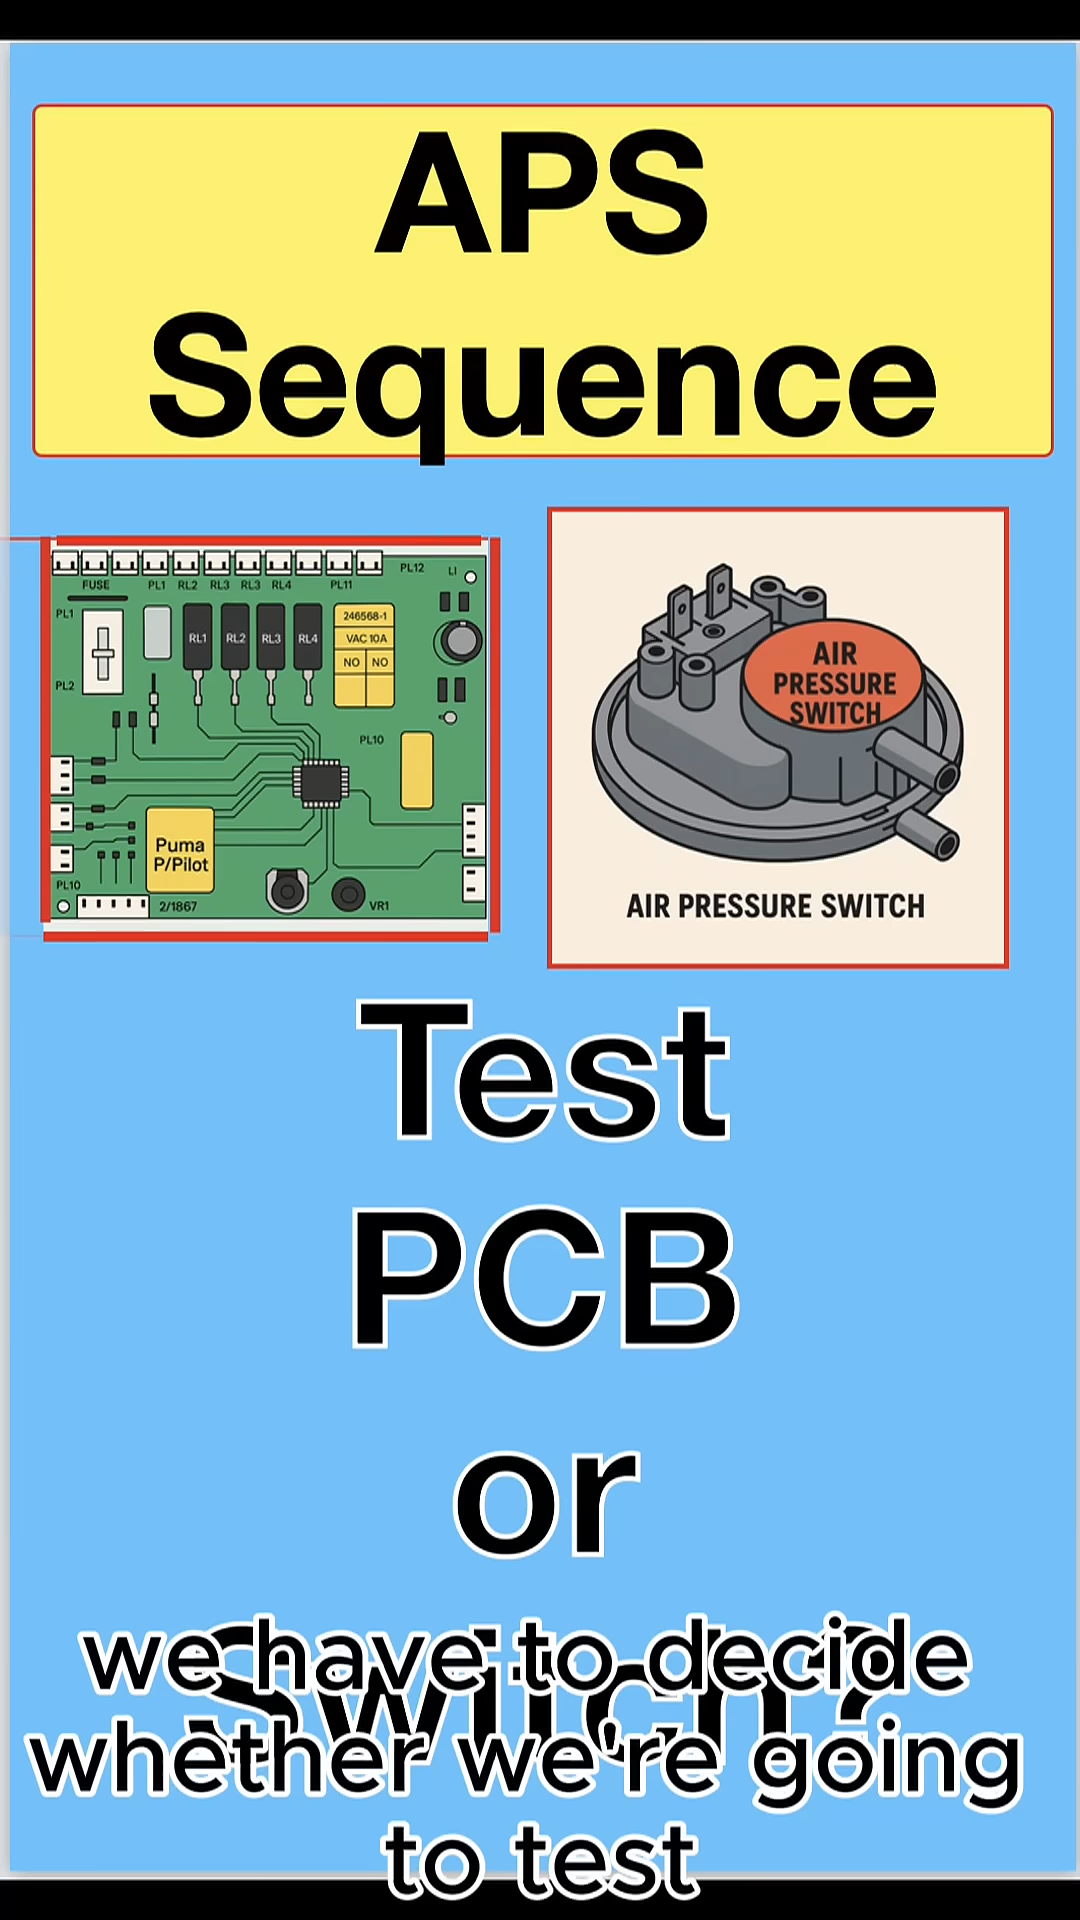 APS
Sequence
FUSE
PL1
RL2
RL3
RL3
RL4
PL11
PL12
LI
PL1
PL2
RL1
RL2
RL3
RL4
246568-1
VAC 10A
NO
NO
PL10
Puma
P/Pilot
PL10
2/1867
VR1
AIR
PRESSURE
SWITCH
AIR PRESSURE SWITCH
Test
PCB
or
Switch?
we have to decide
whether we're going
to test